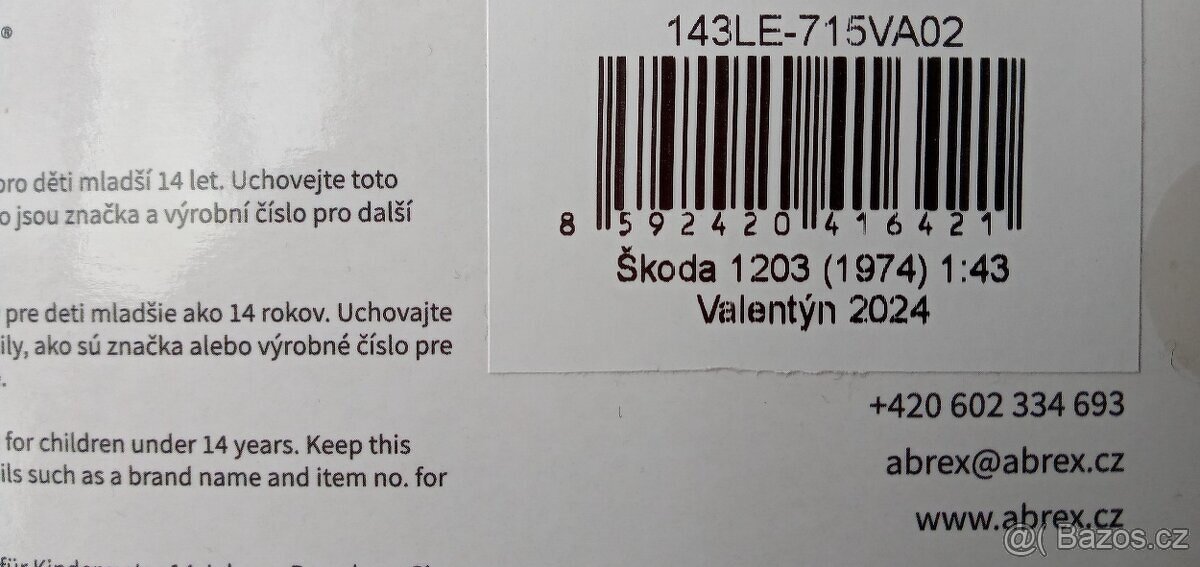 ®
pro děti mladší 14 let. Uchovejte toto
o jsou značka a výrobní číslo pro další
pre deti mladšie ako 14 rokov. Uchovajte
ily, ako sú značka alebo výrobné číslo pre
for children under 14 years. Keep this
ils such as a brand name and item no. for
143LE-715VA02
8 592420 416421
Škoda 1203 (1974) 1:43
Valentýn 2024
+420 602 334 693
abrex@abrex.cz
www.abrex.cz
@( Bazos.cz